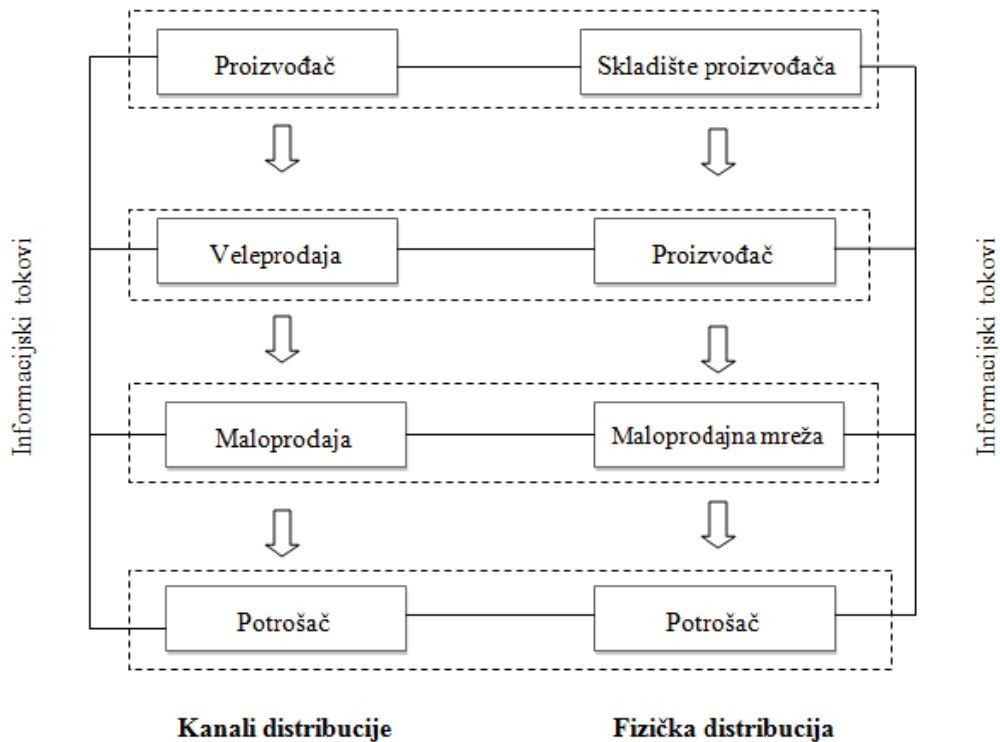 Proizvođač
Skladište proizvođača
Veleprodaja
Proizvođač
Maloprodaja
Maloprodajna mreža
Potrošač
Potrošač
Informacijski tokovi
Informacijski tokovi
Kanali distribucije
Fizička distribucija